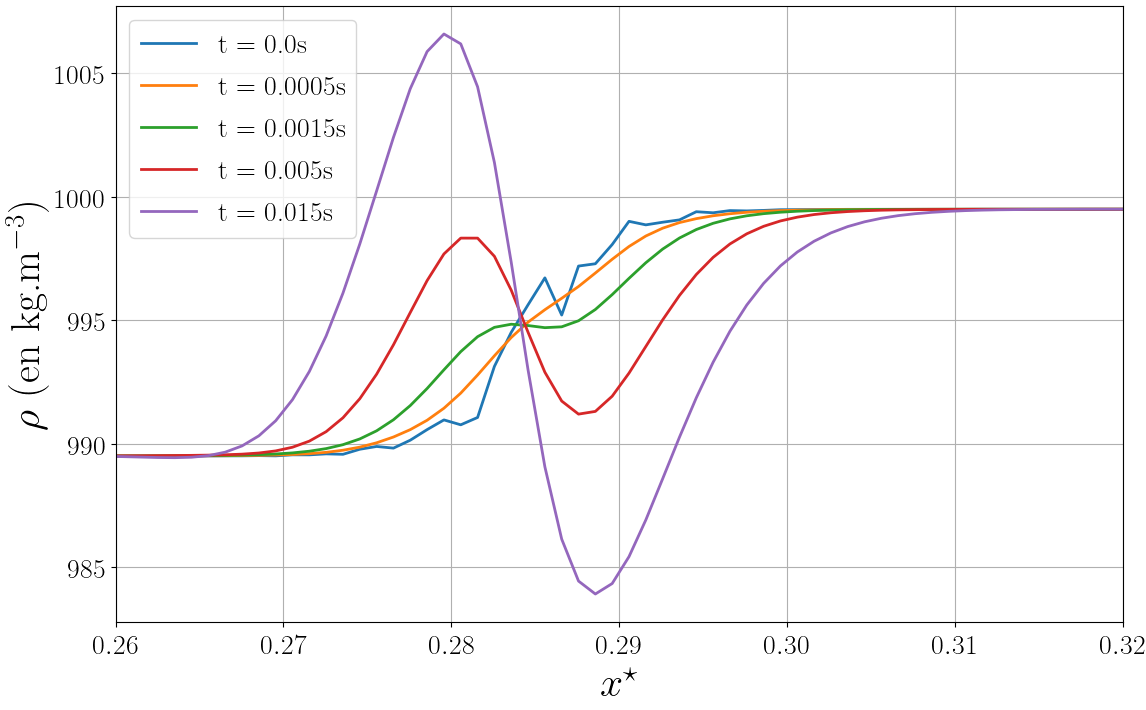 t = 0.0s
t = 0.0005s
t = 0.0015s
t = 0.005s
t = 0.015s
1005
1000
995
990
985
ρ (en kg.m⁻³)
0.26 0.27 0.28 0.29 0.30 0.31 0.32
x⋆